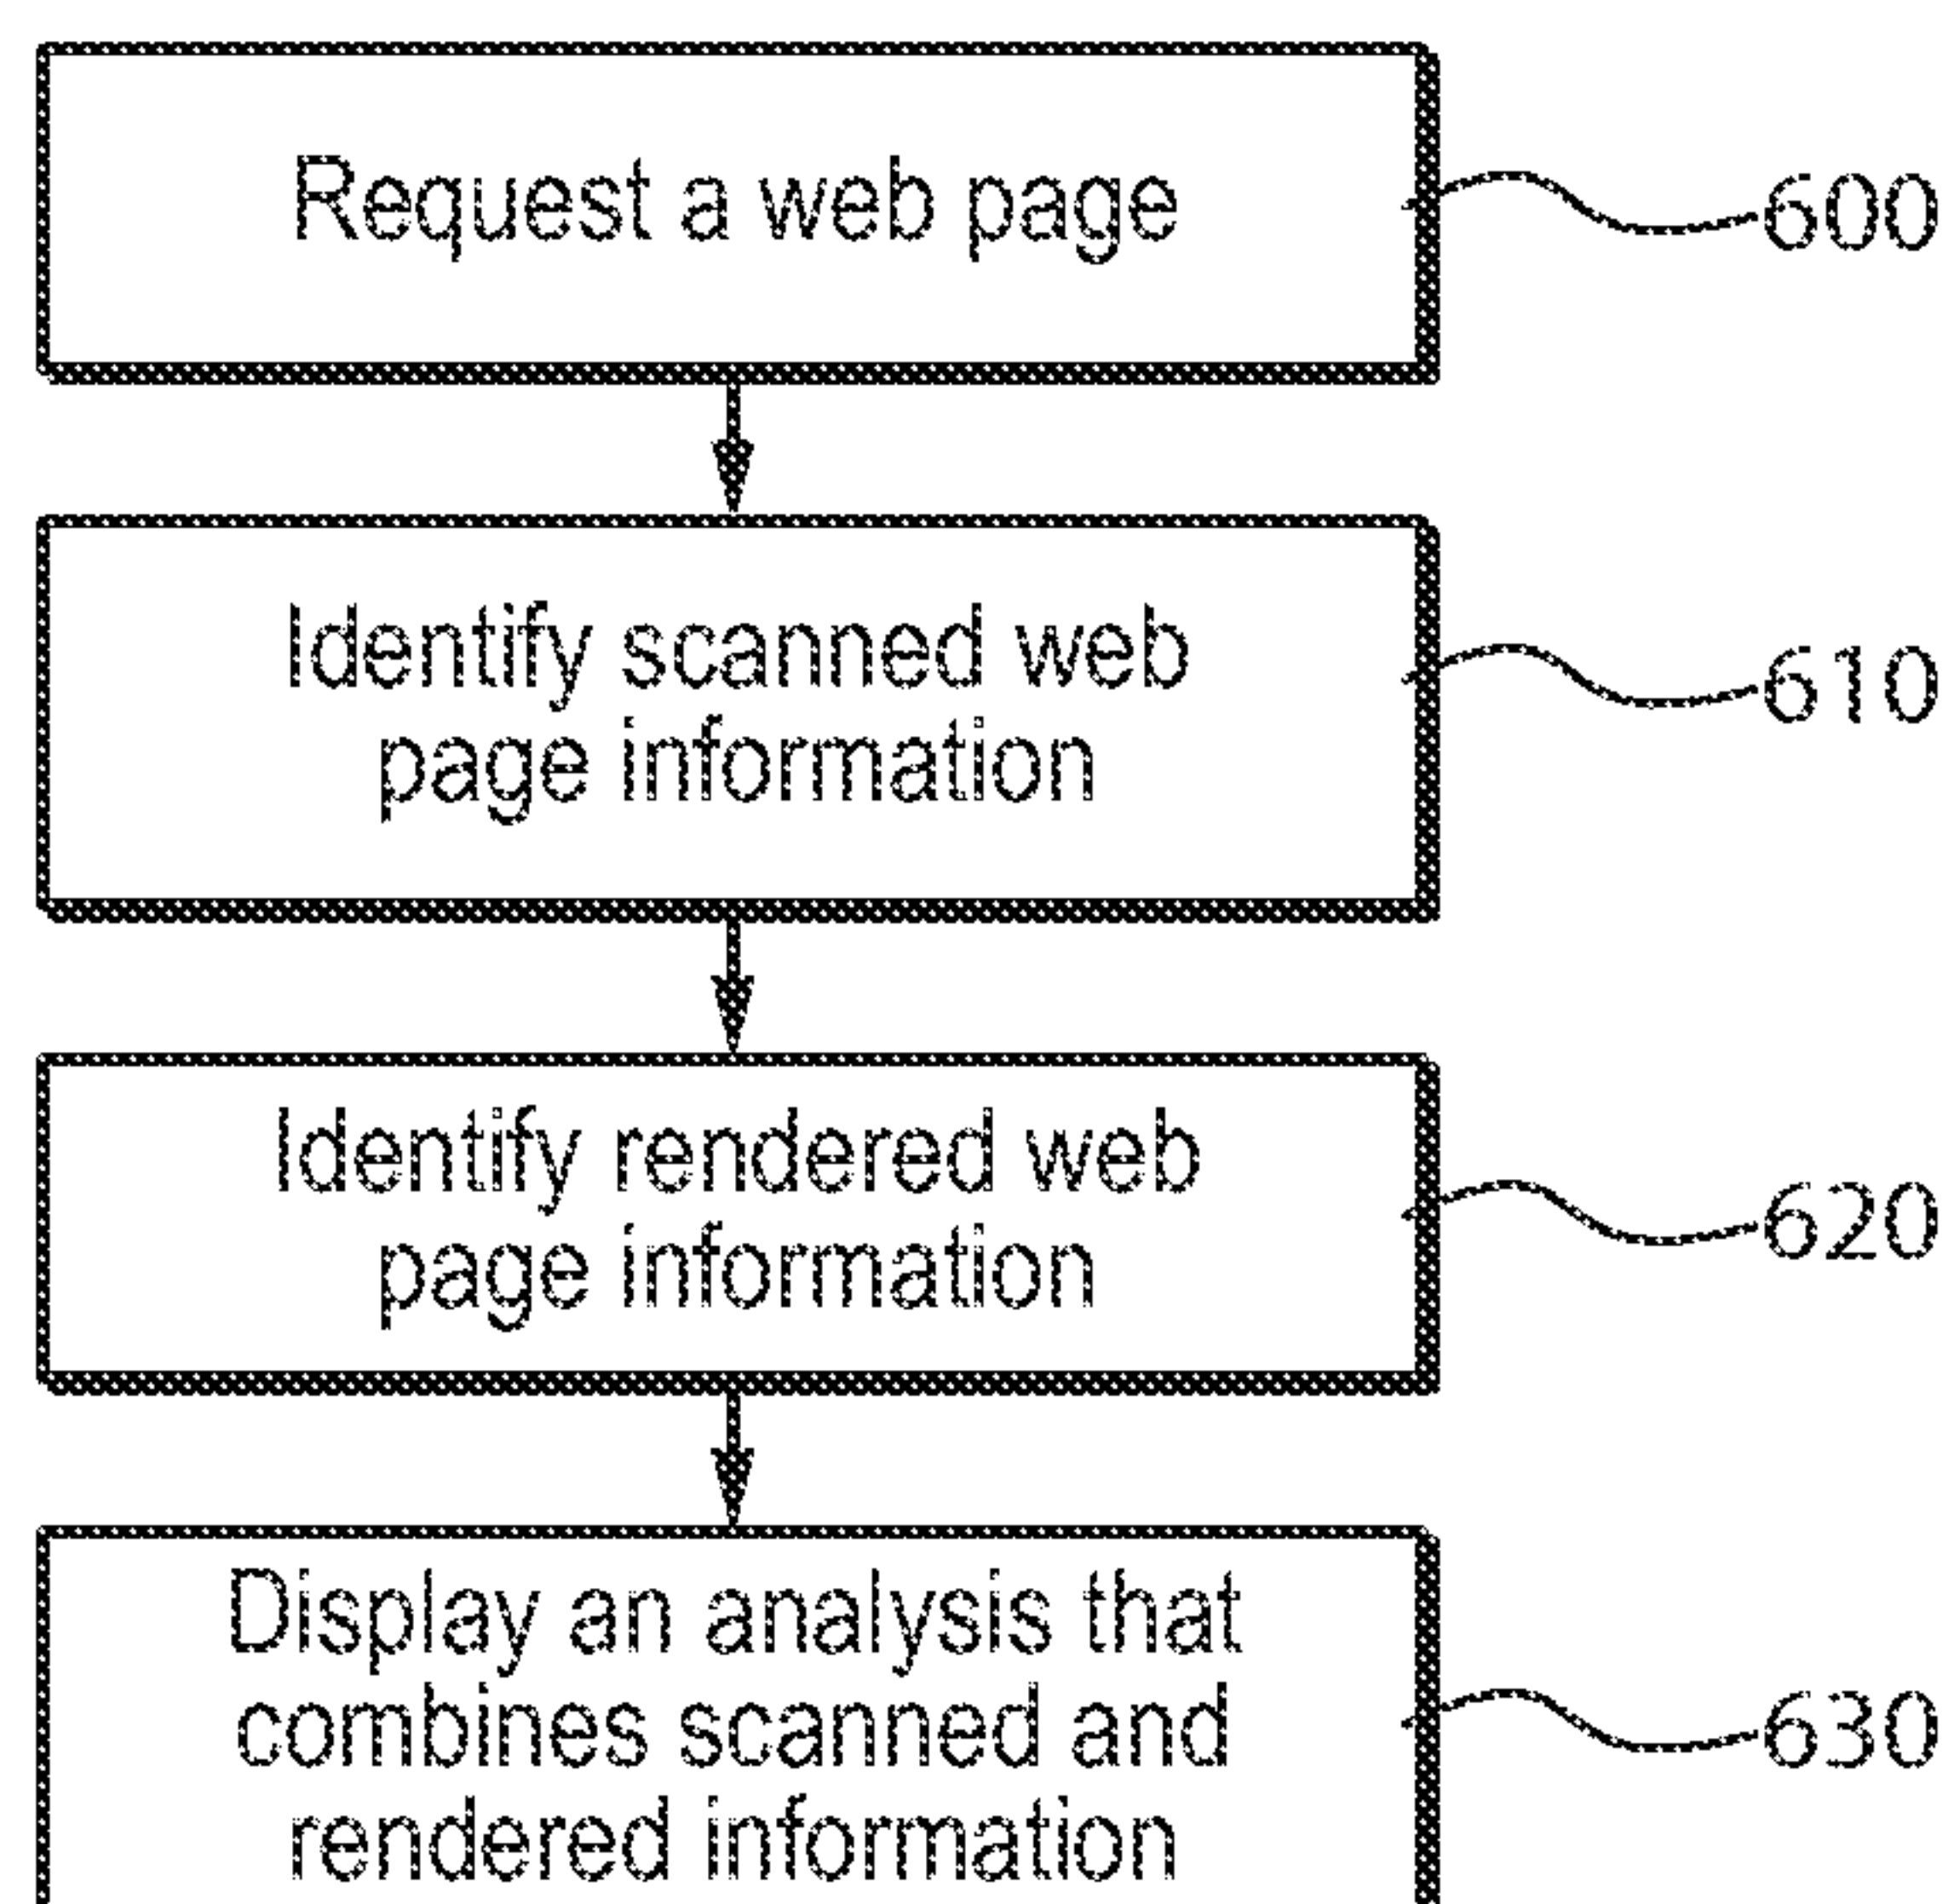 Request a web page
600
Identify scanned web
page information
610
Identify rendered web
page information
620
Display an analysis that
combines scanned and
rendered information
630